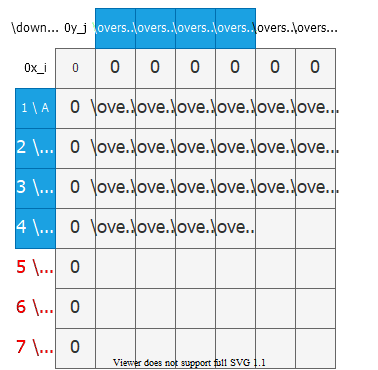 \down... 0y_j \overs... \overs... \overs... \overs... \overs... \overs...
0x_i 0 0 0 0 0 0 0
1 \ A 0 \ove... \ove... \ove... \ove... \ove... \ove...
2 \... 0 \ove... \ove... \ove... \ove... \ove... \ove...
3 \... 0 \ove... \ove... \ove... \ove... \ove... \ove...
4 \... 0 \ove... \ove... \ove... \ove...
5 \... 0
6 \... 0
7 \... 0
Viewer does not support full SVG 1.1